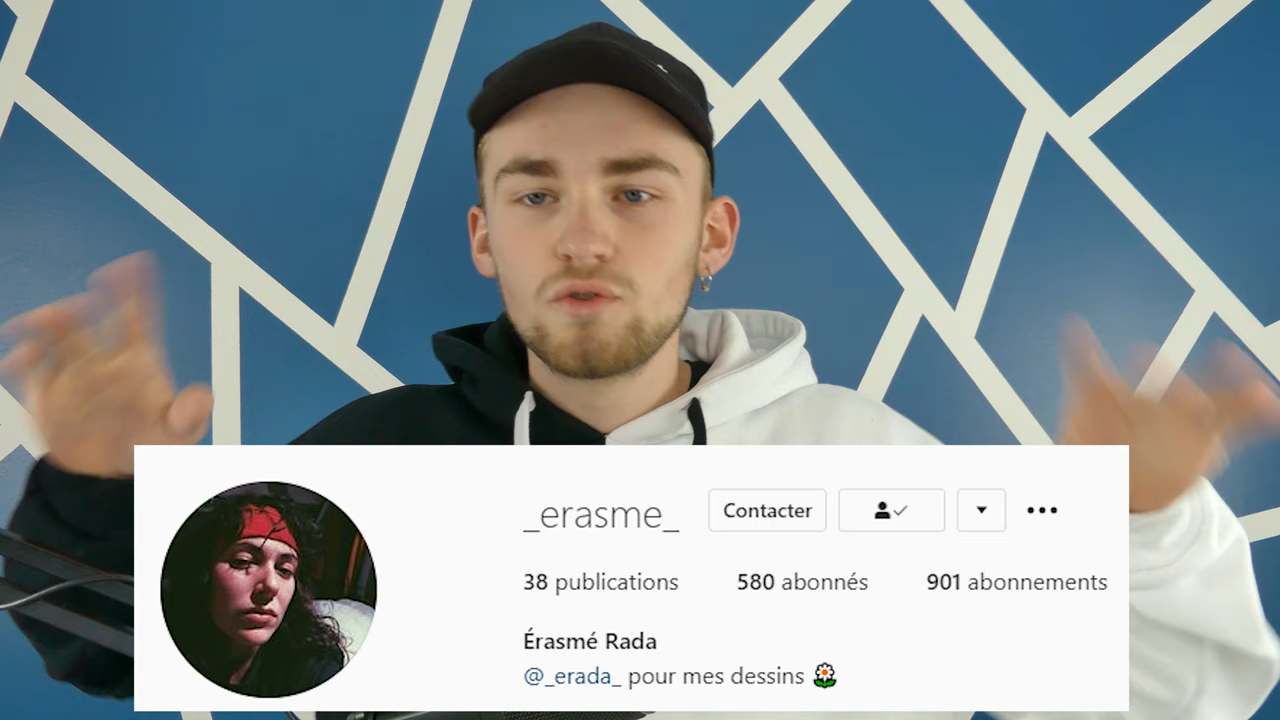 _erasme_ Contacter
38 publications 580 abonnés 901 abonnements
Érasmé Rada
@_erada_ pour mes dessins